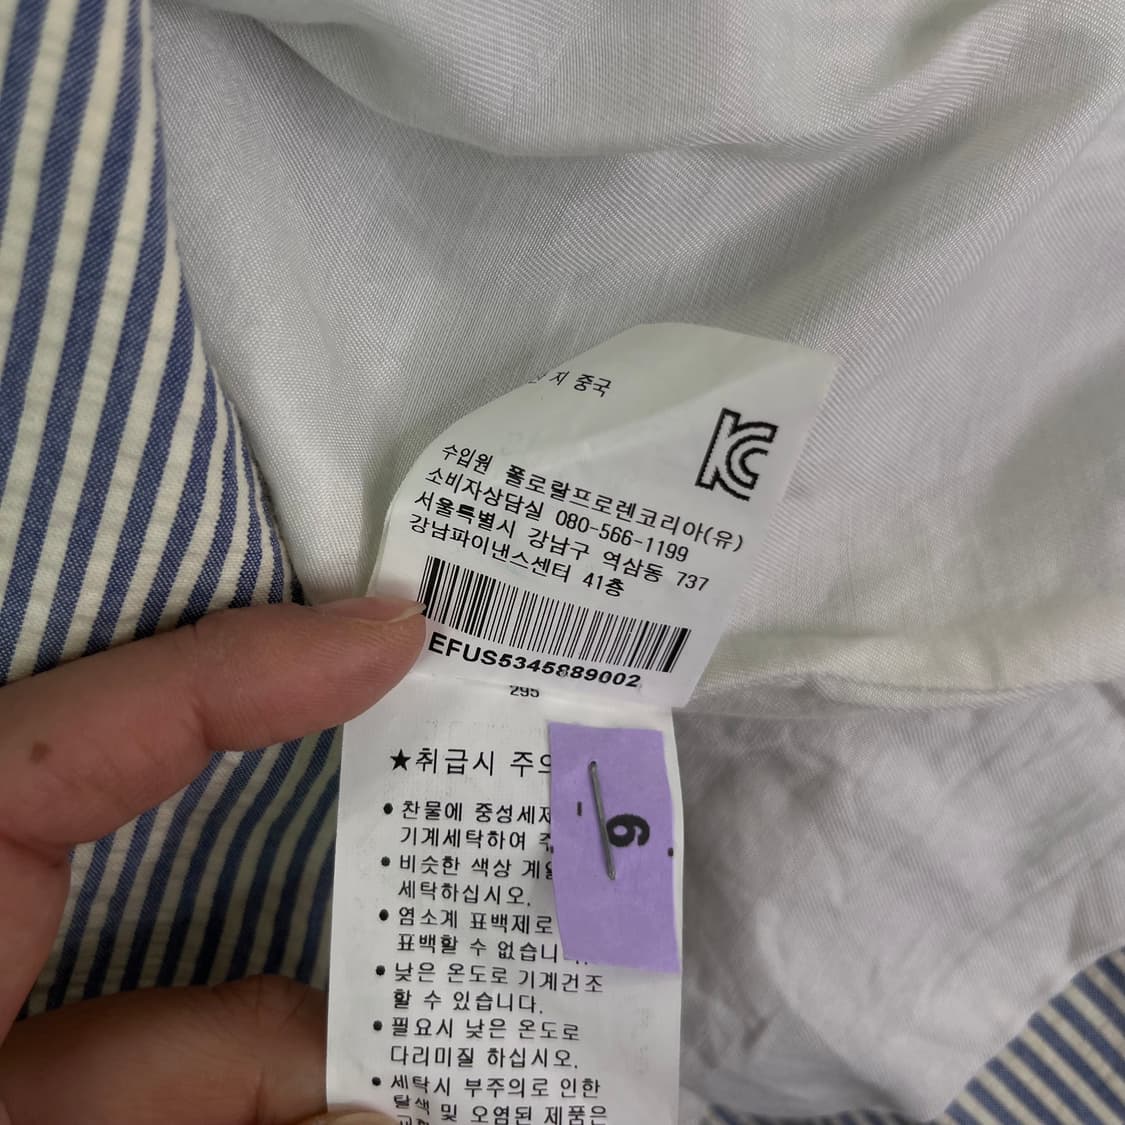 지 중국
KC
수입원 폴로랄프로렌코리아(유)
소비자상담실 080-566-1199
서울특별시 강남구 역삼동 737
강남파이낸스센터 41층
EFUS5345889002
295
★취급시 주의
● 찬물에 중성세제
기계세탁하여
● 비슷한 색상 계열
세탁하십시오.
● 염소계 표백제로
표백할 수 없습니
● 낮은 온도로 기계건조
할 수 있습니다.
● 필요시 낮은 온도로
다리미질 하십시오.
● 세탁시 부주의로 인한
탈색 및 오염된 제품은
6